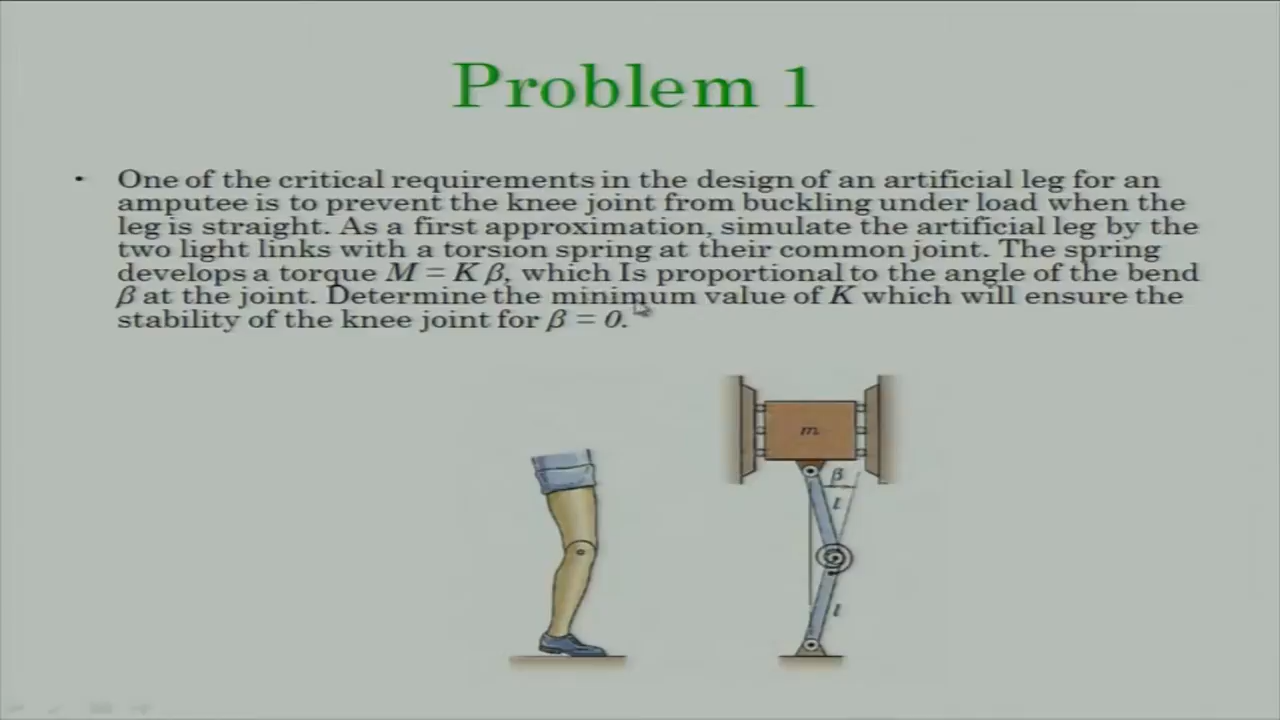 Problem 1
• One of the critical requirements in the design of an artificial leg for an
amputee is to prevent the knee joint from buckling under load when the
leg is straight. As a first approximation, simulate the artificial leg by the
two light links with a torsion spring at their common joint. The spring
develops a torque M = K β, which Is proportional to the angle of the bend
β at the joint. Determine the minimum value of K which will ensure the
stability of the knee joint for β = 0.
m
β
l
l